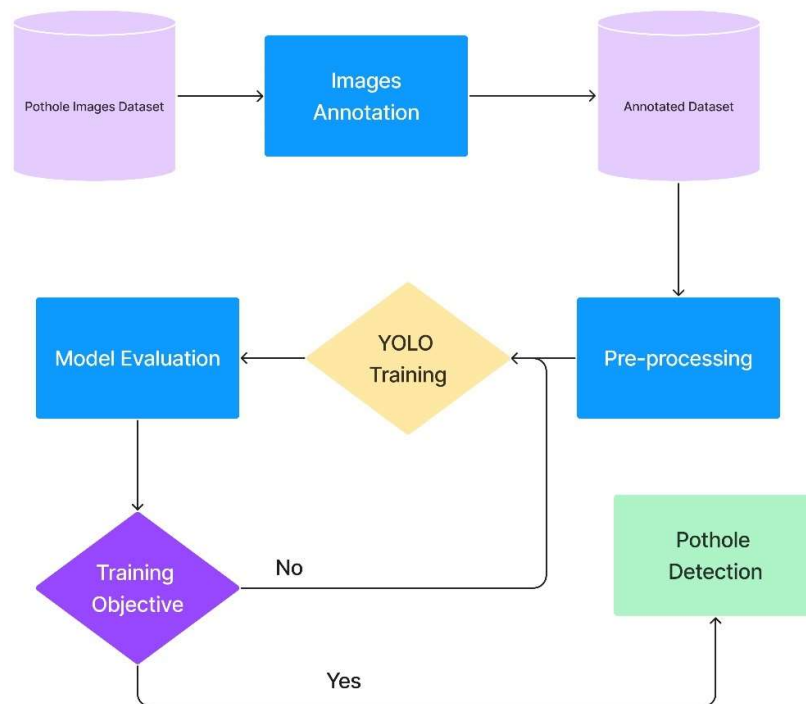 Pothole Images Dataset
Images
Annotation
Annotated Dataset
Model Evaluation
YOLO
Training
Pre-processing
Training
Objective
No
Pothole
Detection
Yes